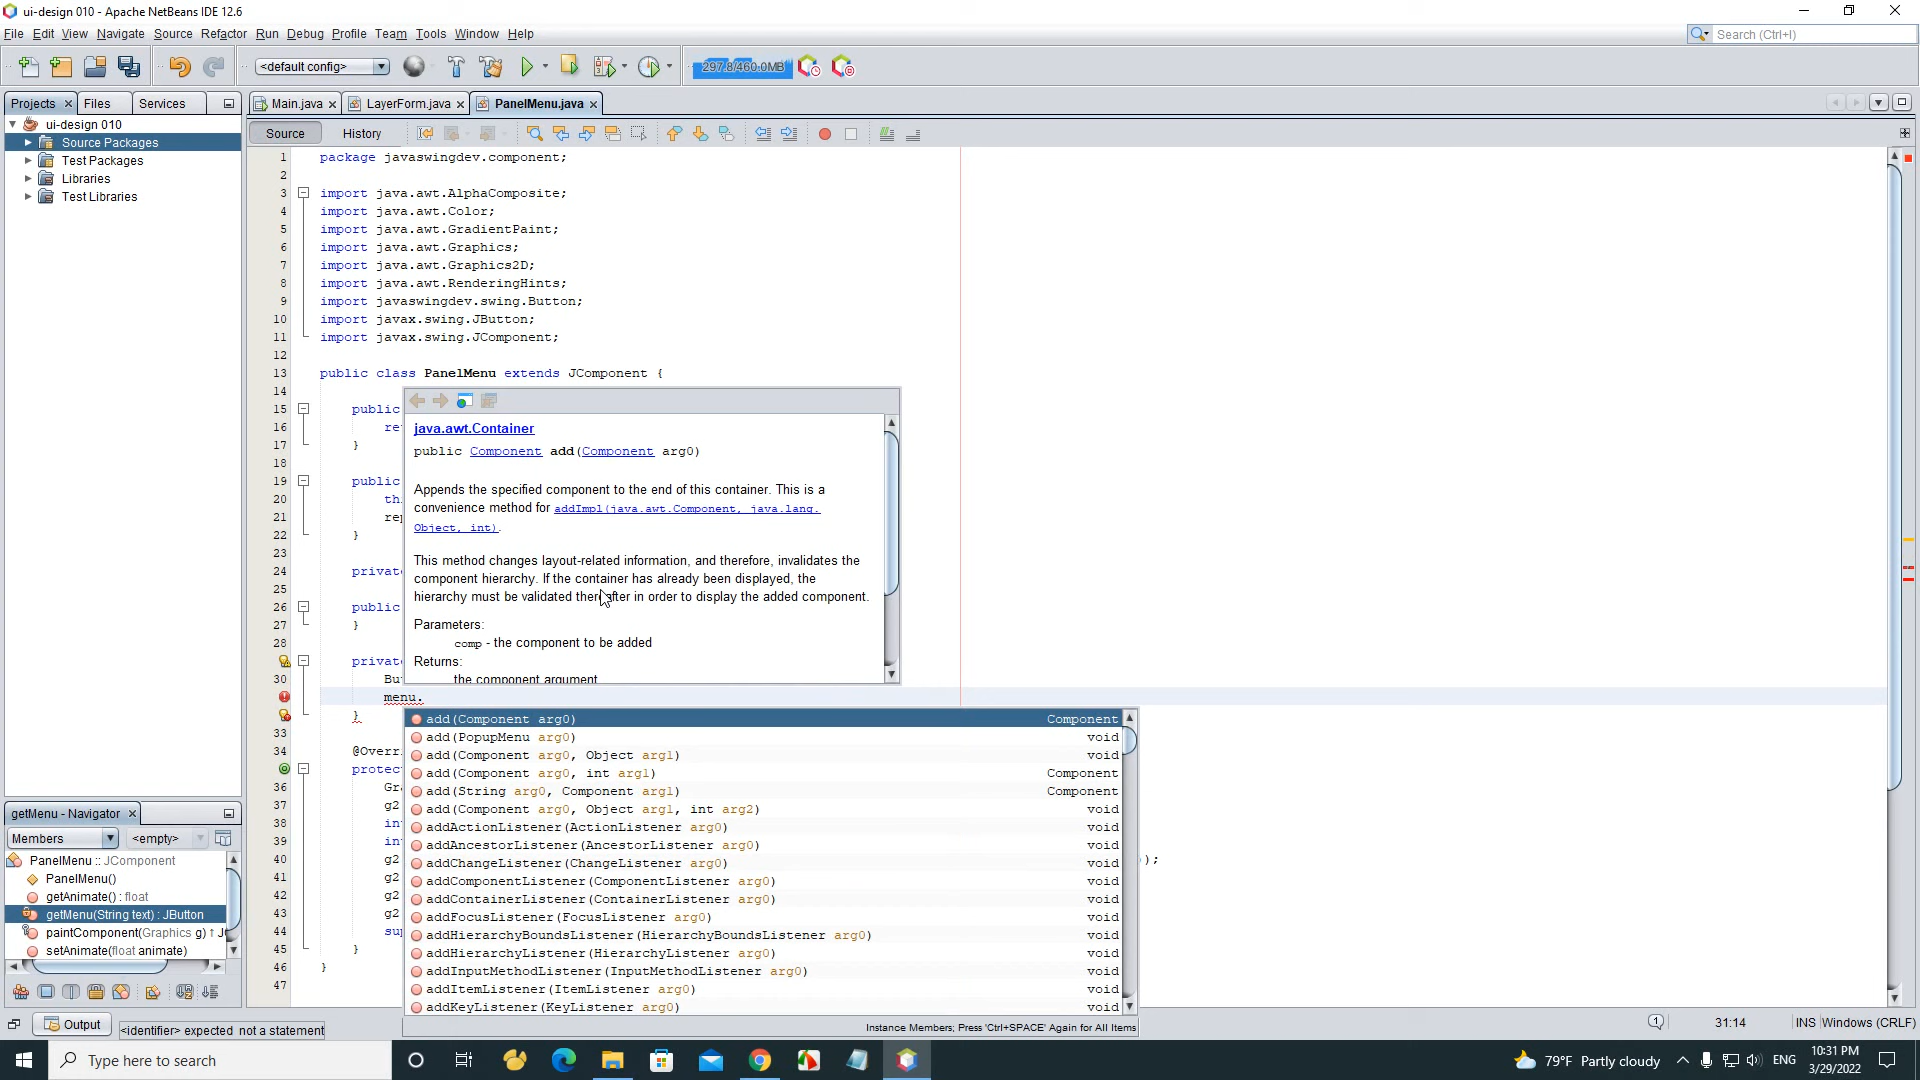 ui-design 010 - Apache NetBeans IDE 12.6
File Edit View Navigate Source Refactor Run Debug Profile Team Tools Window Help
Search (Ctrl+I)
<default config>
297.8/460.0MB
Projects Files Services
Main.java LayerForm.java PanelMenu.java
ui-design 010
Source Packages
Test Packages
Libraries
Test Libraries
Source History
1 package javaswingdev.component;
2
3 import java.awt.AlphaComposite;
4 import java.awt.Color;
5 import java.awt.GradientPaint;
6 import java.awt.Graphics;
7 import java.awt.Graphics2D;
8 import java.awt.RenderingHints;
9 import javaswingdev.swing.Button;
10 import javax.swing.JButton;
11 import javax.swing.JComponent;
12
13 public class PanelMenu extends JComponent {
14
15 public
16 ret
17 }
18
19 public
20 thi
21 rep
22 }
23
24 privat
25
26 public
27 }
28
privat
30 But
menu.
}
33
34 @Overri
protec
36 Gra
37 g2
38 int
39 int
40 g2 );
41 g2
42 g2
43 g2
44 sup
45 }
46 }
47
java.awt.Container
public Component add(Component arg0)
Appends the specified component to the end of this container. This is a
convenience method for addImpl(java.awt.Component, java.lang.
Object, int).
This method changes layout-related information, and therefore, invalidates the
component hierarchy. If the container has already been displayed, the
hierarchy must be validated thereafter in order to display the added component.
Parameters:
comp - the component to be added
Returns:
the component argument
add(Component arg0) Component
add(PopupMenu arg0) void
add(Component arg0, Object arg1) void
add(Component arg0, int arg1) Component
add(String arg0, Component arg1) Component
add(Component arg0, Object arg1, int arg2) void
addActionListener(ActionListener arg0) void
addAncestorListener(AncestorListener arg0) void
addChangeListener(ChangeListener arg0) void
addComponentListener(ComponentListener arg0) void
addContainerListener(ContainerListener arg0) void
addFocusListener(FocusListener arg0) void
addHierarchyBoundsListener(HierarchyBoundsListener arg0) void
addHierarchyListener(HierarchyListener arg0) void
addInputMethodListener(InputMethodListener arg0) void
addItemListener(ItemListener arg0) void
addKeyListener(KeyListener arg0) void
Instance Members; Press 'Ctrl+SPACE' Again for All Items
getMenu - Navigator
Members <empty>
PanelMenu :: JComponent
PanelMenu()
getAnimate() : float
getMenu(String text) : JButton
paintComponent(Graphics g) ↑ J
setAnimate(float animate)
Output
<identifier> expected not a statement
1 31:14 INS Windows (CRLF)
Type here to search
79°F Partly cloudy
ENG
10:31 PM
3/29/2022